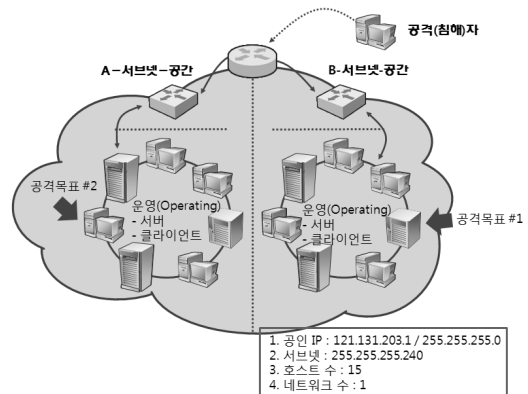 공격(침해)자
A-서브넷-공간
B-서브넷-공간
공격목표 #2
운영(Operating)
- 서버
- 클라이언트
운영(Operating)
- 서버
- 클라이언트
공격목표 #1
1. 공인 IP : 121.131.203.1 / 255.255.255.0
2. 서브넷 : 255.255.255.240
3. 호스트 수 : 15
4. 네트워크 수 : 1